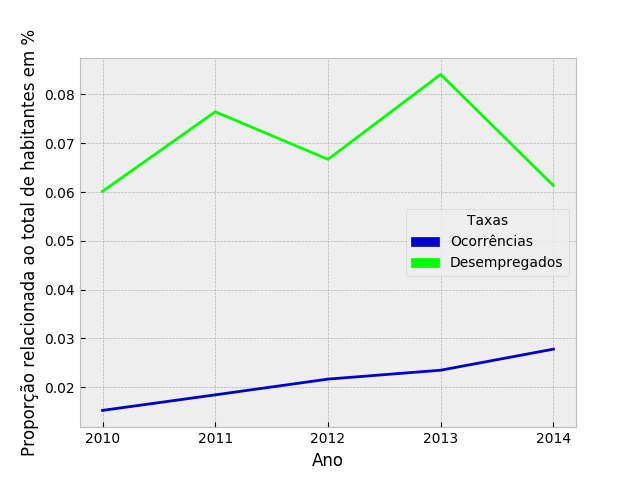 Proporção relacionada ao total de habitantes em %
0.08
0.07
0.06
0.05
0.04
0.03
0.02
Taxas
Ocorrências
Desempregados
2010 2011 2012 2013 2014
Ano